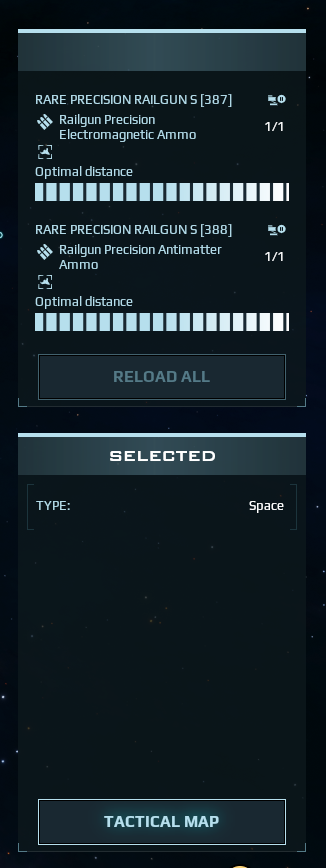 RARE PRECISION RAILGUN S [387]
Railgun Precision
Electromagnetic Ammo
1/1
Optimal distance
RARE PRECISION RAILGUN S [388]
Railgun Precision Antimatter
Ammo
1/1
Optimal distance
RELOAD ALL
SELECTED
TYPE: Space
TACTICAL MAP